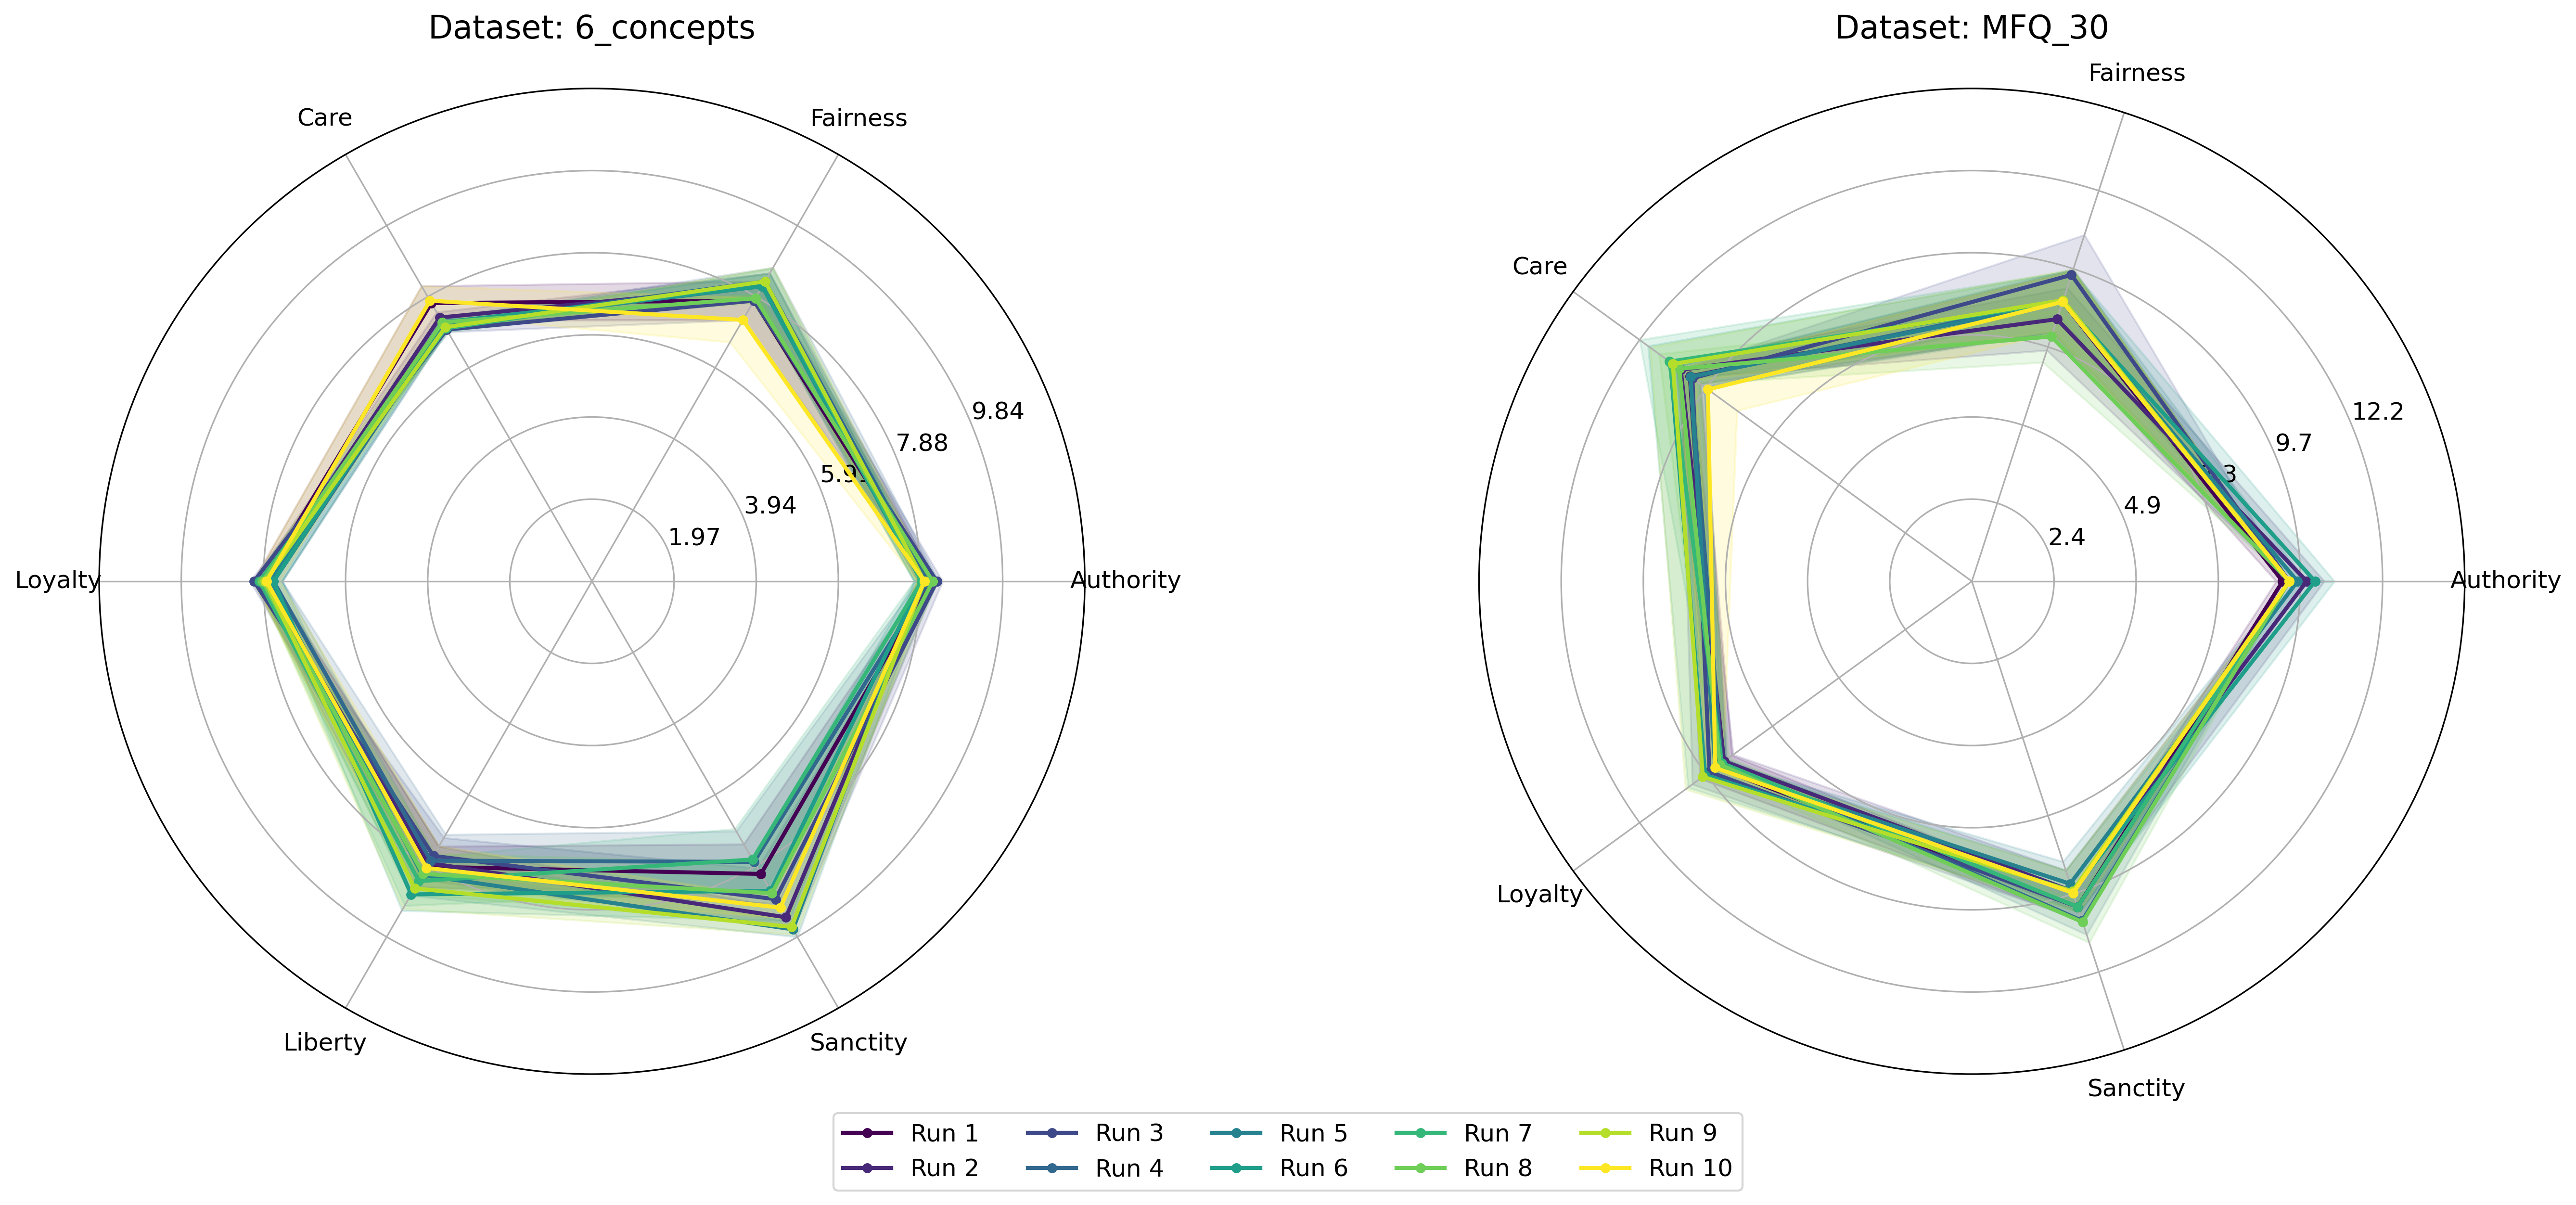 Dataset: 6_concepts
Care
Fairness
9.84
7.88
3.94
1.97
Loyalty
Authority
Liberty
Sanctity
Dataset: MFQ_30
Fairness
Care
12.2
9.7
4.9
2.4
Authority
Loyalty
Sanctity
Run 1
Run 2
Run 3
Run 4
Run 5
Run 6
Run 7
Run 8
Run 9
Run 10